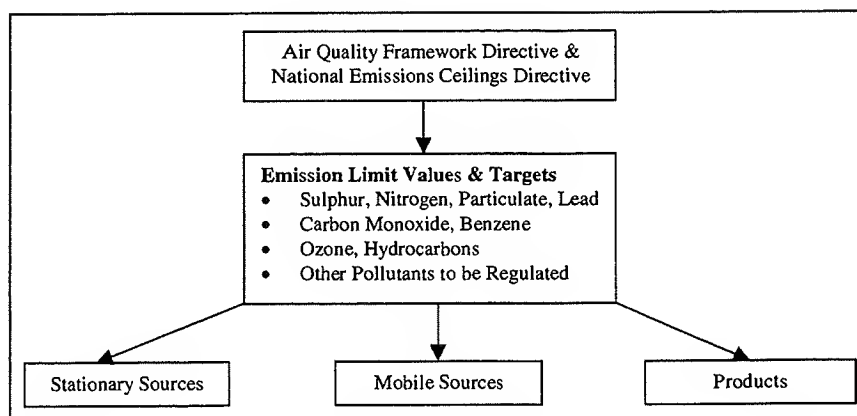 Air Quality Framework Directive &
National Emissions Ceilings Directive
Emission Limit Values & Targets
• Sulphur, Nitrogen, Particulate, Lead
• Carbon Monoxide, Benzene
• Ozone, Hydrocarbons
• Other Pollutants to be Regulated
Stationary Sources
Mobile Sources
Products